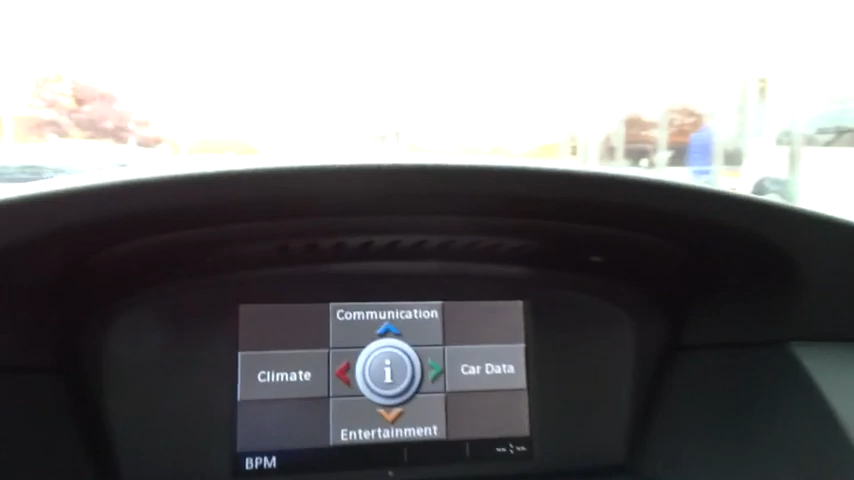 Communication
i
Climate
Car Data
Entertainment
BPM
--:--